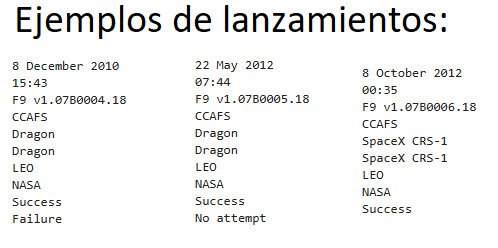 Ejemplos de lanzamientos:
8 December 2010
15:43
F9 v1.07B0004.18
CCAFS
Dragon
Dragon
LEO
NASA
Success
Failure
22 May 2012
07:44
F9 v1.07B0005.18
CCAFS
Dragon
Dragon
LEO
NASA
Success
No attempt
8 October 2012
00:35
F9 v1.07B0006.18
CCAFS
SpaceX CRS-1
SpaceX CRS-1
LEO
NASA
Success